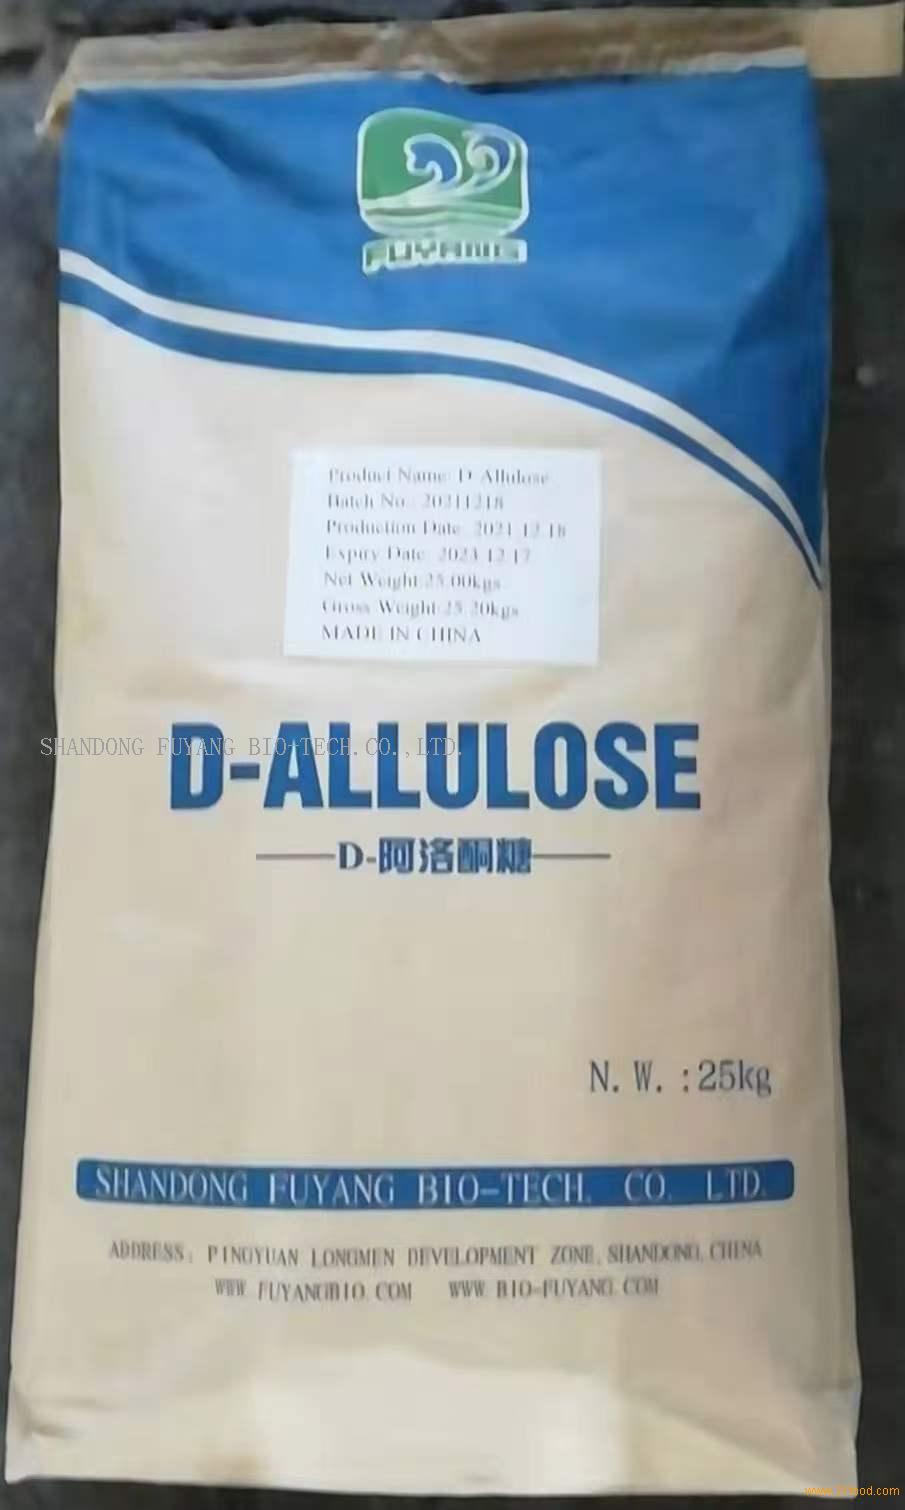 FUYANG
Product Name: D Allulose
Batch No.: 20211218
Production Date: 2021 12 18
Expiry Date: 2023 12 17
Net Weight:25.00kgs
Gross Weight:25.20kgs
MADE IN CHINA
SHANDONG FUYANG BIO-TECH.CO.,LTD.
D-ALLULOSE
D-阿洛酮糖
N.W.:25kg
SHANDONG FUYANG BIO-TECH. CO. LTD.
ADDRESS: PINGYUAN LONGMEN DEVELOPMENT ZONE, SHANDONG, CHINA
WWW.FUYANGBIO.COM WWW.BIO-FUYANG.COM